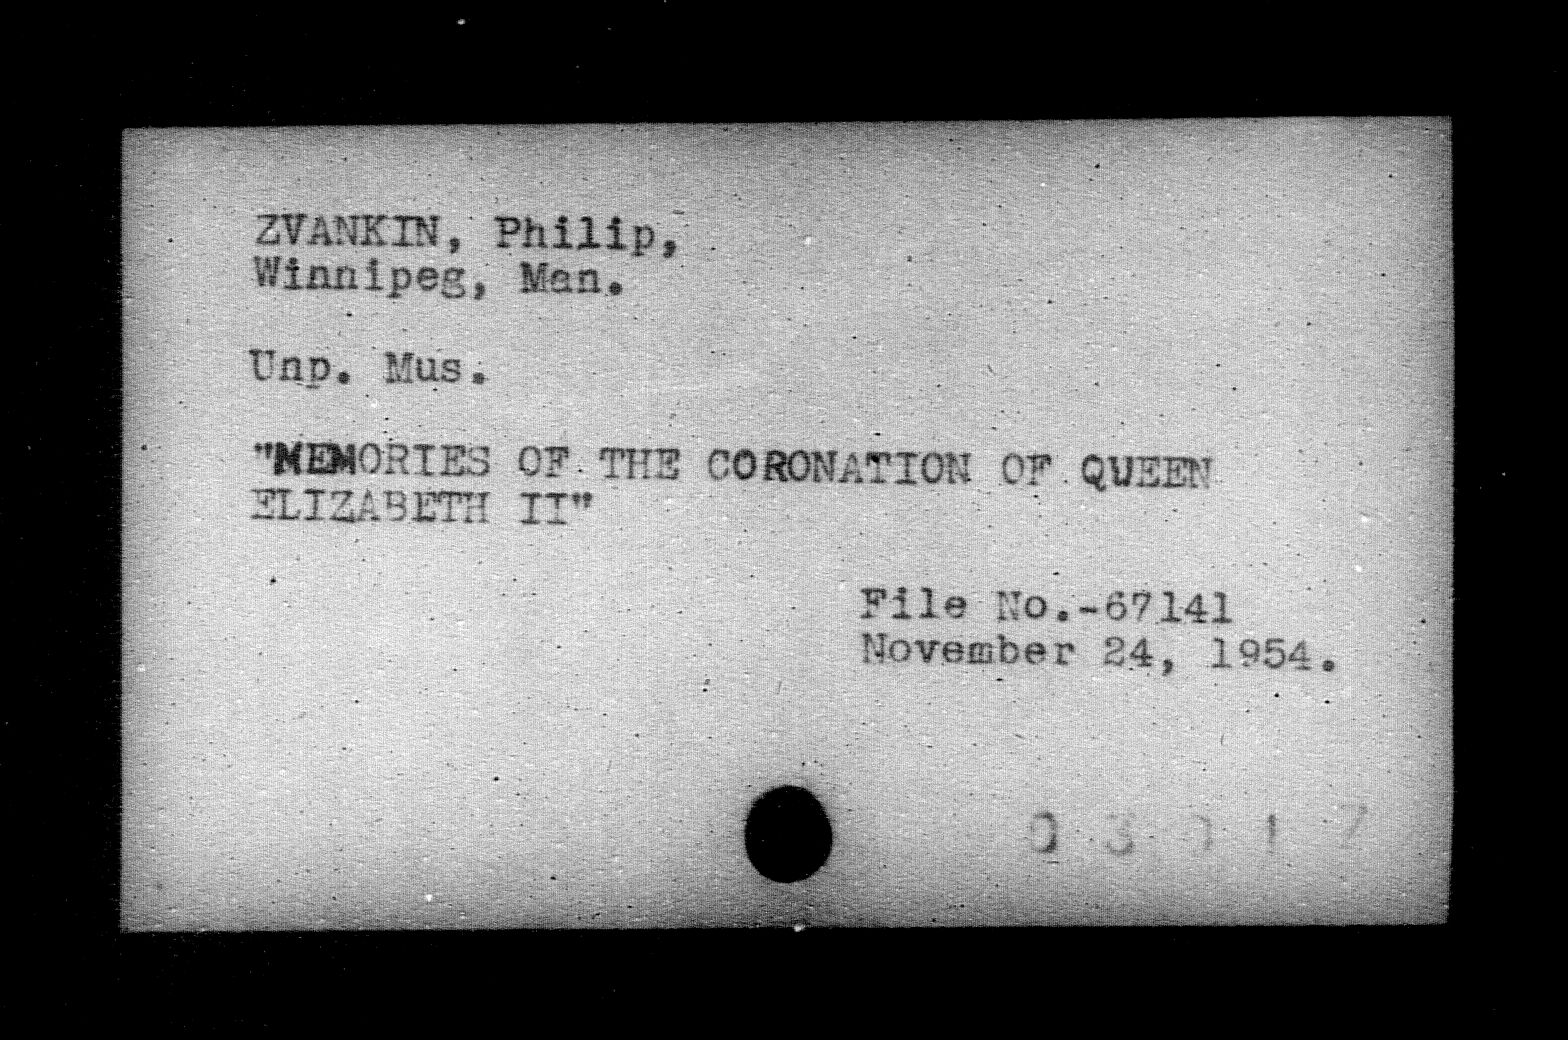 ZVANKIN, Philip,
Winnipeg, Man.
Unp. Mus.
"MEMORIES OF THE CORONATION OF QUEEN
ELIZABETH II"
File No.-67141
November 24, 1954.